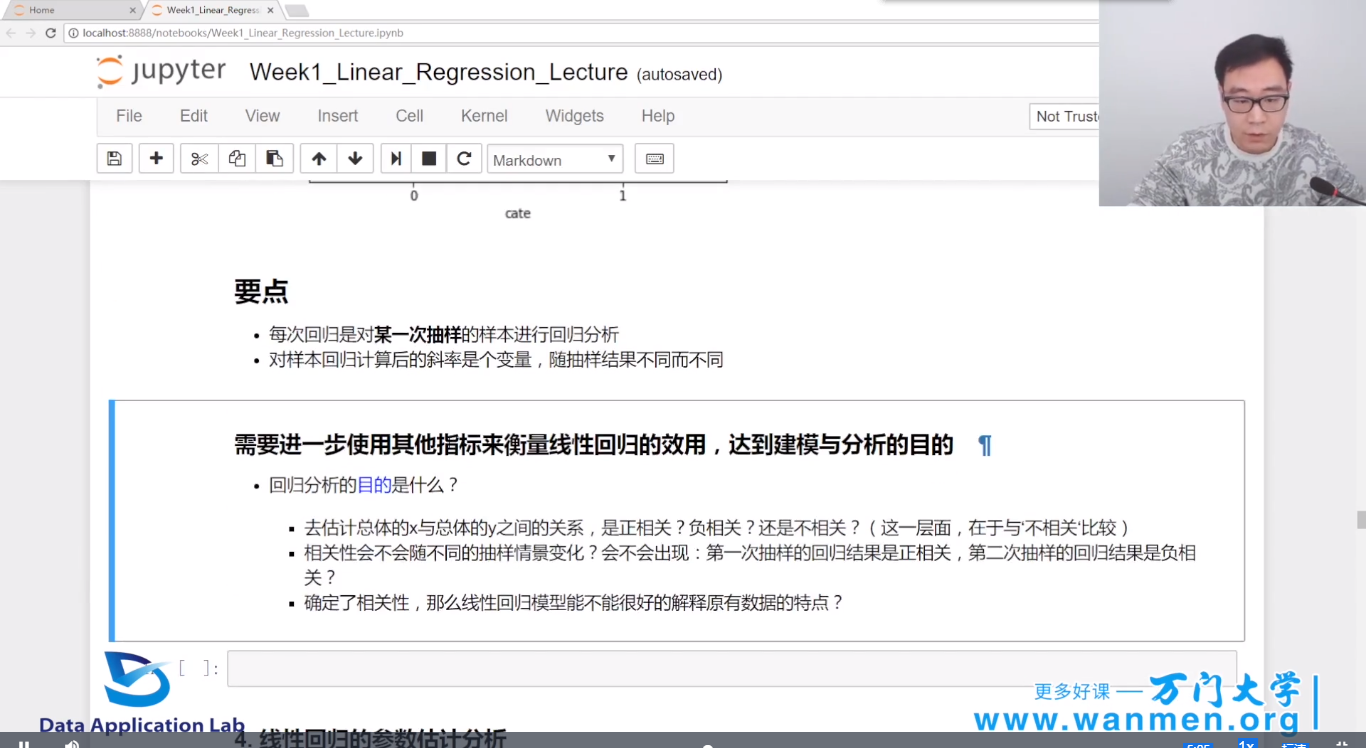 Home
Week1_Linear_Regress
localhost:8888/notebooks/Week1_Linear_Regression_Lecture.ipynb
jupyter Week1_Linear_Regression_Lecture (autosaved)
File Edit View Insert Cell Kernel Widgets Help
Markdown
0 1
cate
要点
每次回归是对某一次抽样的样本进行回归分析
对样本回归计算后的斜率是个变量，随抽样结果不同而不同
需要进一步使用其他指标来衡量线性回归的效用，达到建模与分析的目的 ¶
回归分析的目的是什么？
去估计总体的x与总体的y之间的关系，是正相关？负相关？还是不相关？（这一层面，在于与'不相关'比较）
相关性会不会随不同的抽样情景变化？会不会出现：第一次抽样的回归结果是正相关，第二次抽样的回归结果是负相
关？
确定了相关性，那么线性回归模型能不能很好的解释原有数据的特点？
[ ]:
更多好课 — 万门大学
www.wanmen.org
Data Application Lab
4. 线性回归的参数估计分析
1x